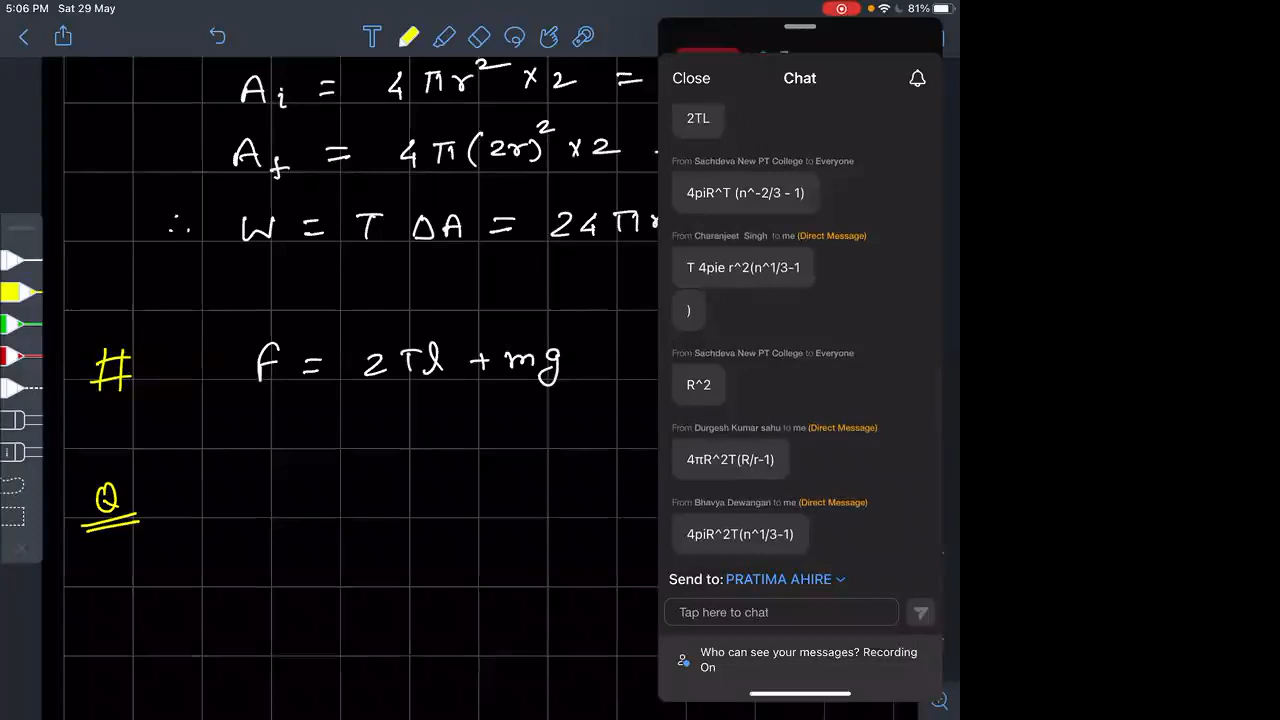 5:06 PM Sat 29 May
81%
T
A_i = 4πr² × 2 =
A_f = 4π(2r)² × 2
∴ W = T ΔA = 24πr
# F = 2Tl + mg
Q
Close
Chat
2TL
From Sachdeva New PT College to Everyone
4piR^T (n^-2/3 - 1)
From Charanjeet Singh to me (Direct Message)
T 4pie r^2(n^1/3-1
)
From Sachdeva New PT College to Everyone
R^2
From Durgesh Kumar sahu to me (Direct Message)
4πR^2T(R/r-1)
From Bhavya Dewangan to me (Direct Message)
4piR^2T(n^1/3-1)
Send to: PRATIMA AHIRE
Tap here to chat
Who can see your messages? Recording
On